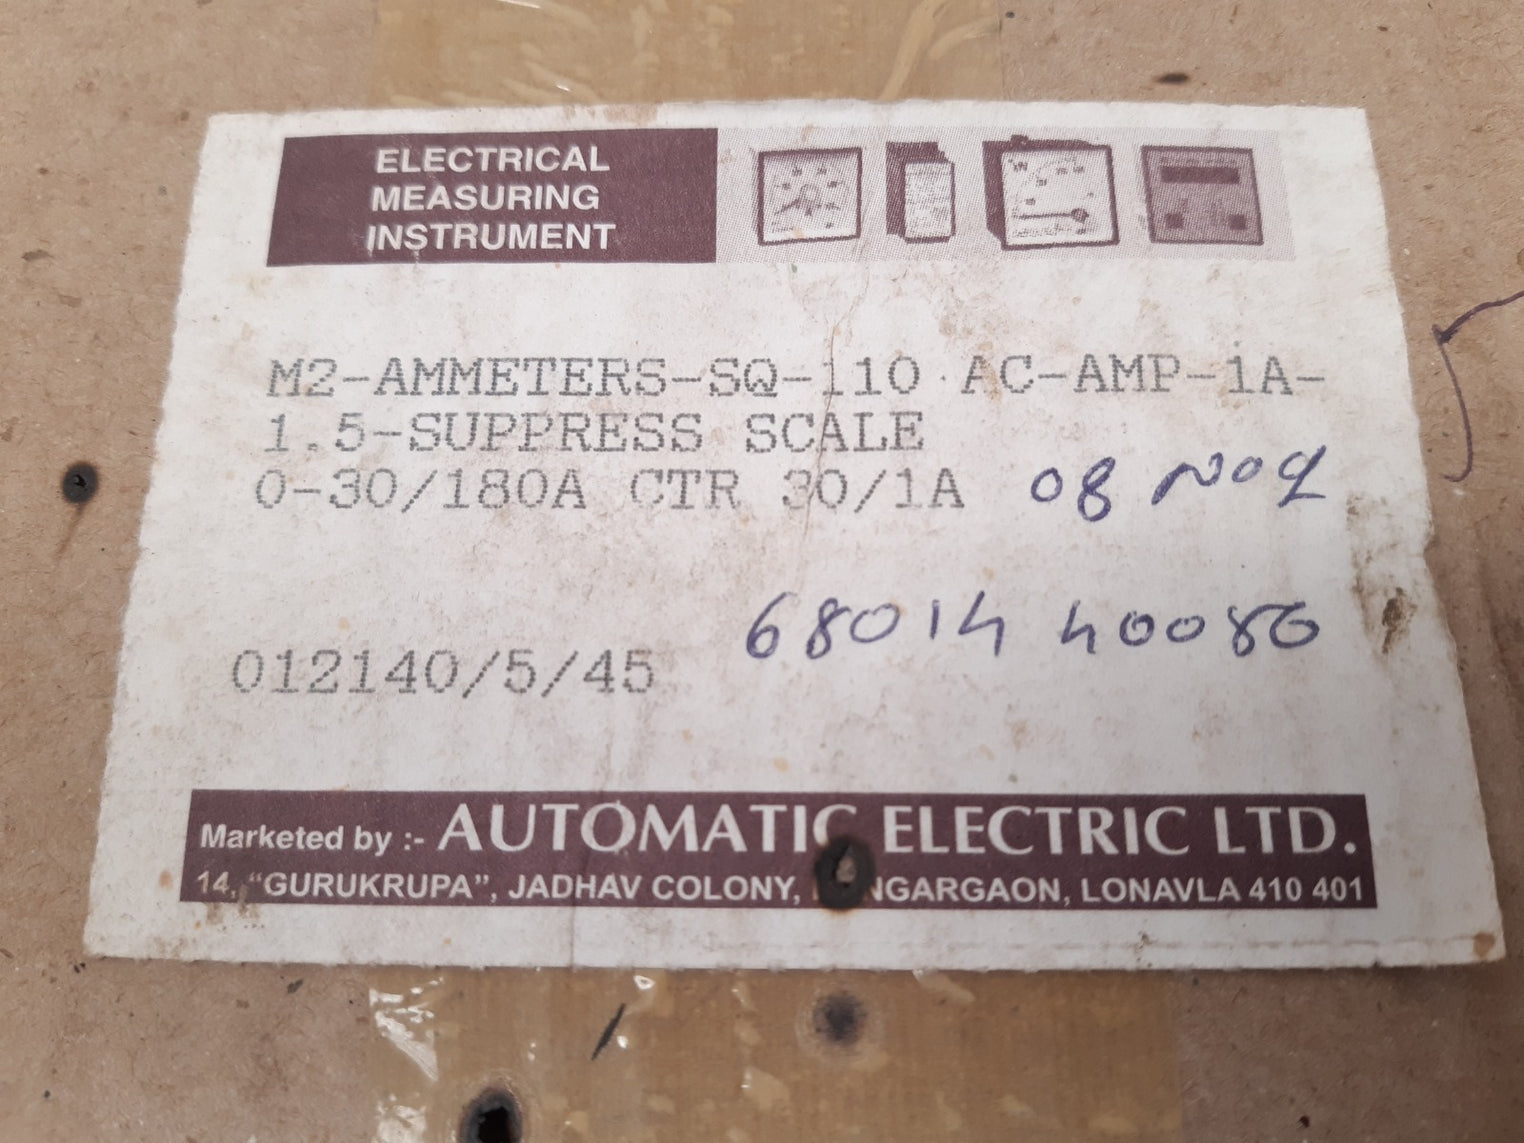 ELECTRICAL
MEASURING
INSTRUMENT
M2-AMMETERS-SQ-110 AC-AMP-1A-
1.5-SUPPRESS SCALE
0-30/180A CTR 30/1A 08 NOS
68014 40086
012140/5/45
Marketed by :- AUTOMATIC ELECTRIC LTD.
14, "GURUKRUPA", JADHAV COLONY, LONAVLA 410 401